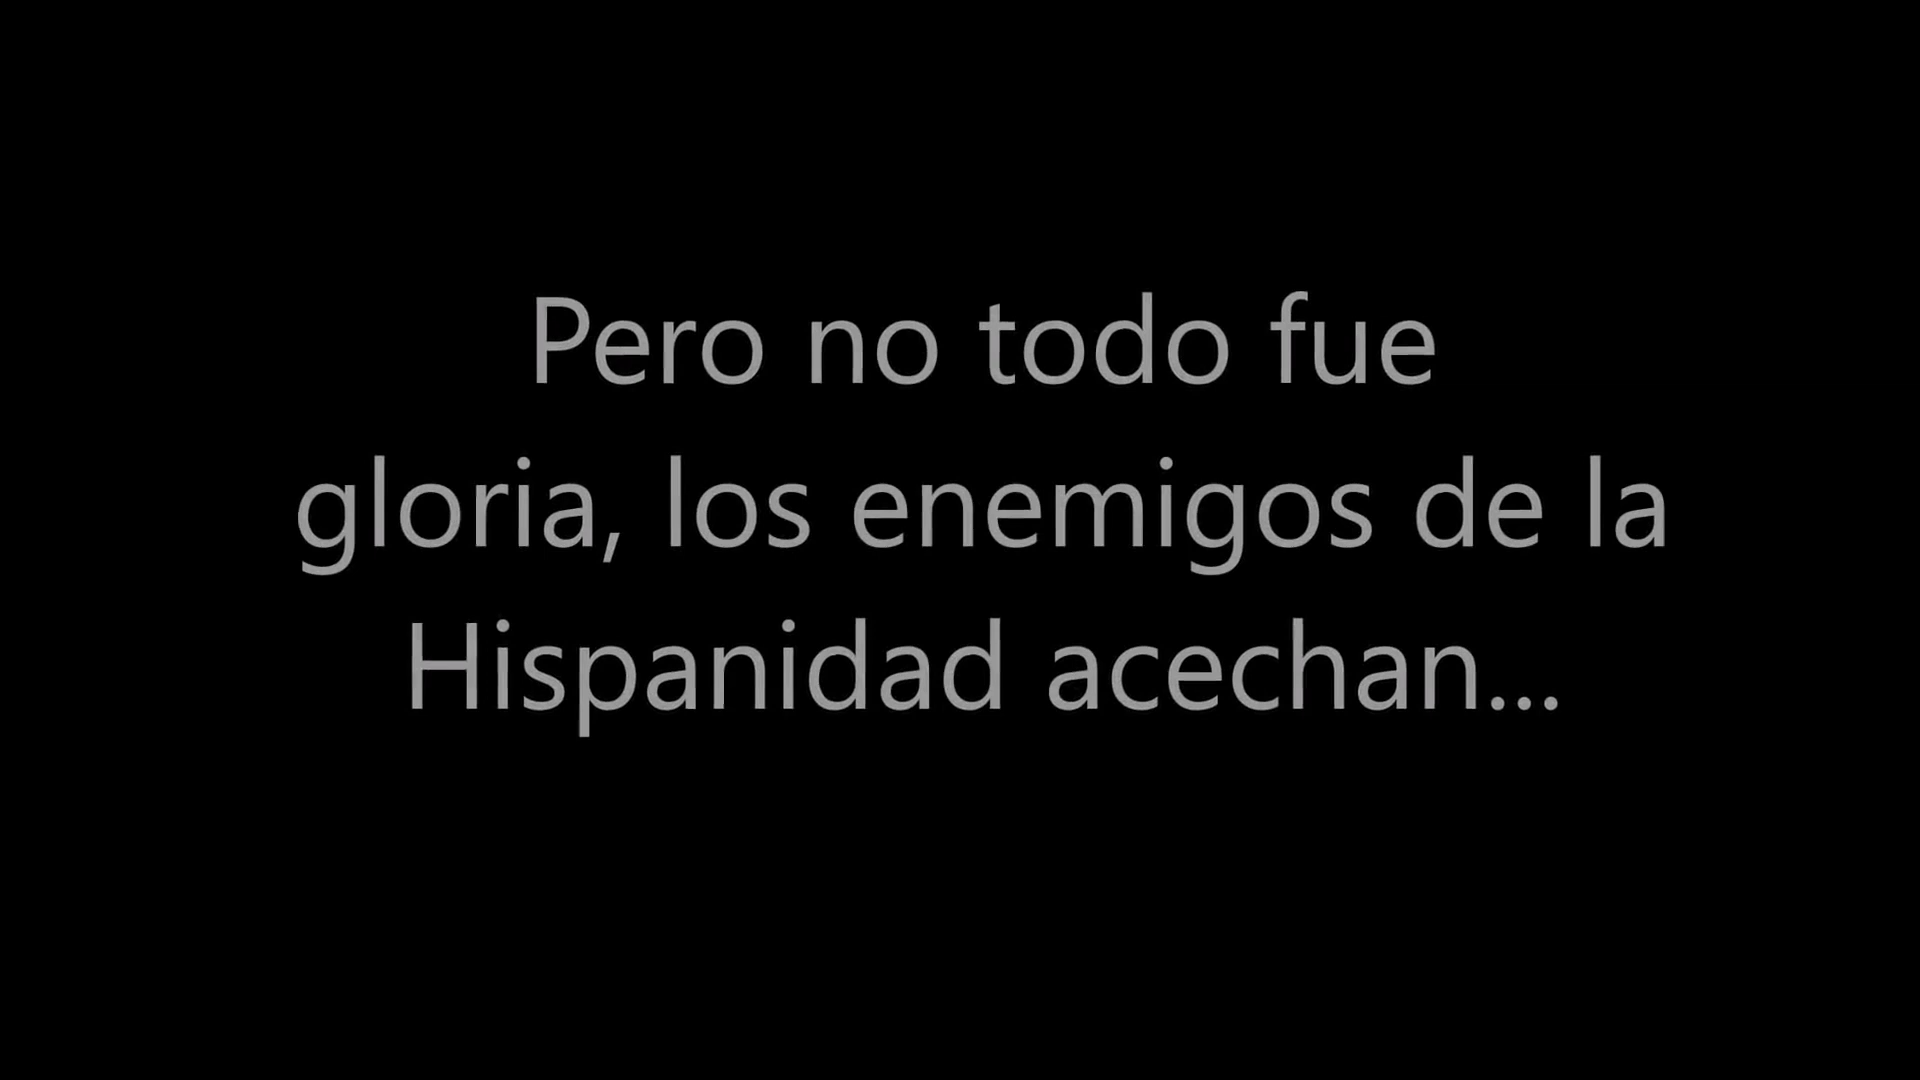 Pero no todo fue
gloria, los enemigos de la
Hispanidad acechan...